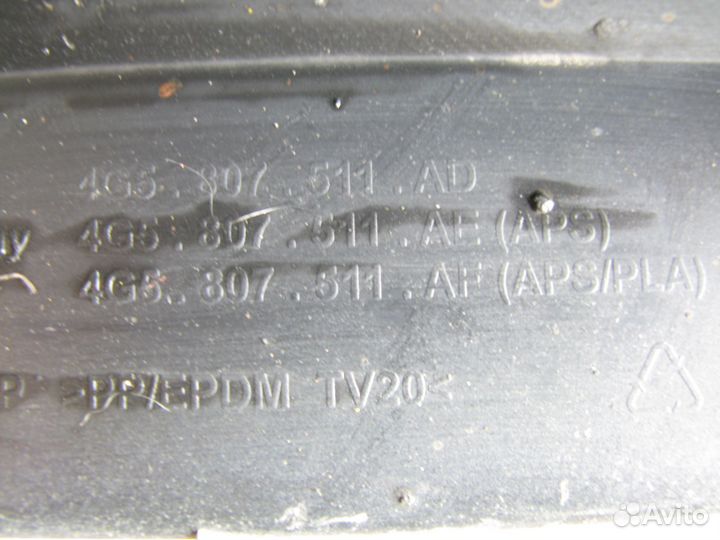 4G5.807.511.AD
4G5.807.511.AE (APS)
4G5.807.511.AF (APS/PLA)
>PP/EPDM TV20<
Avito